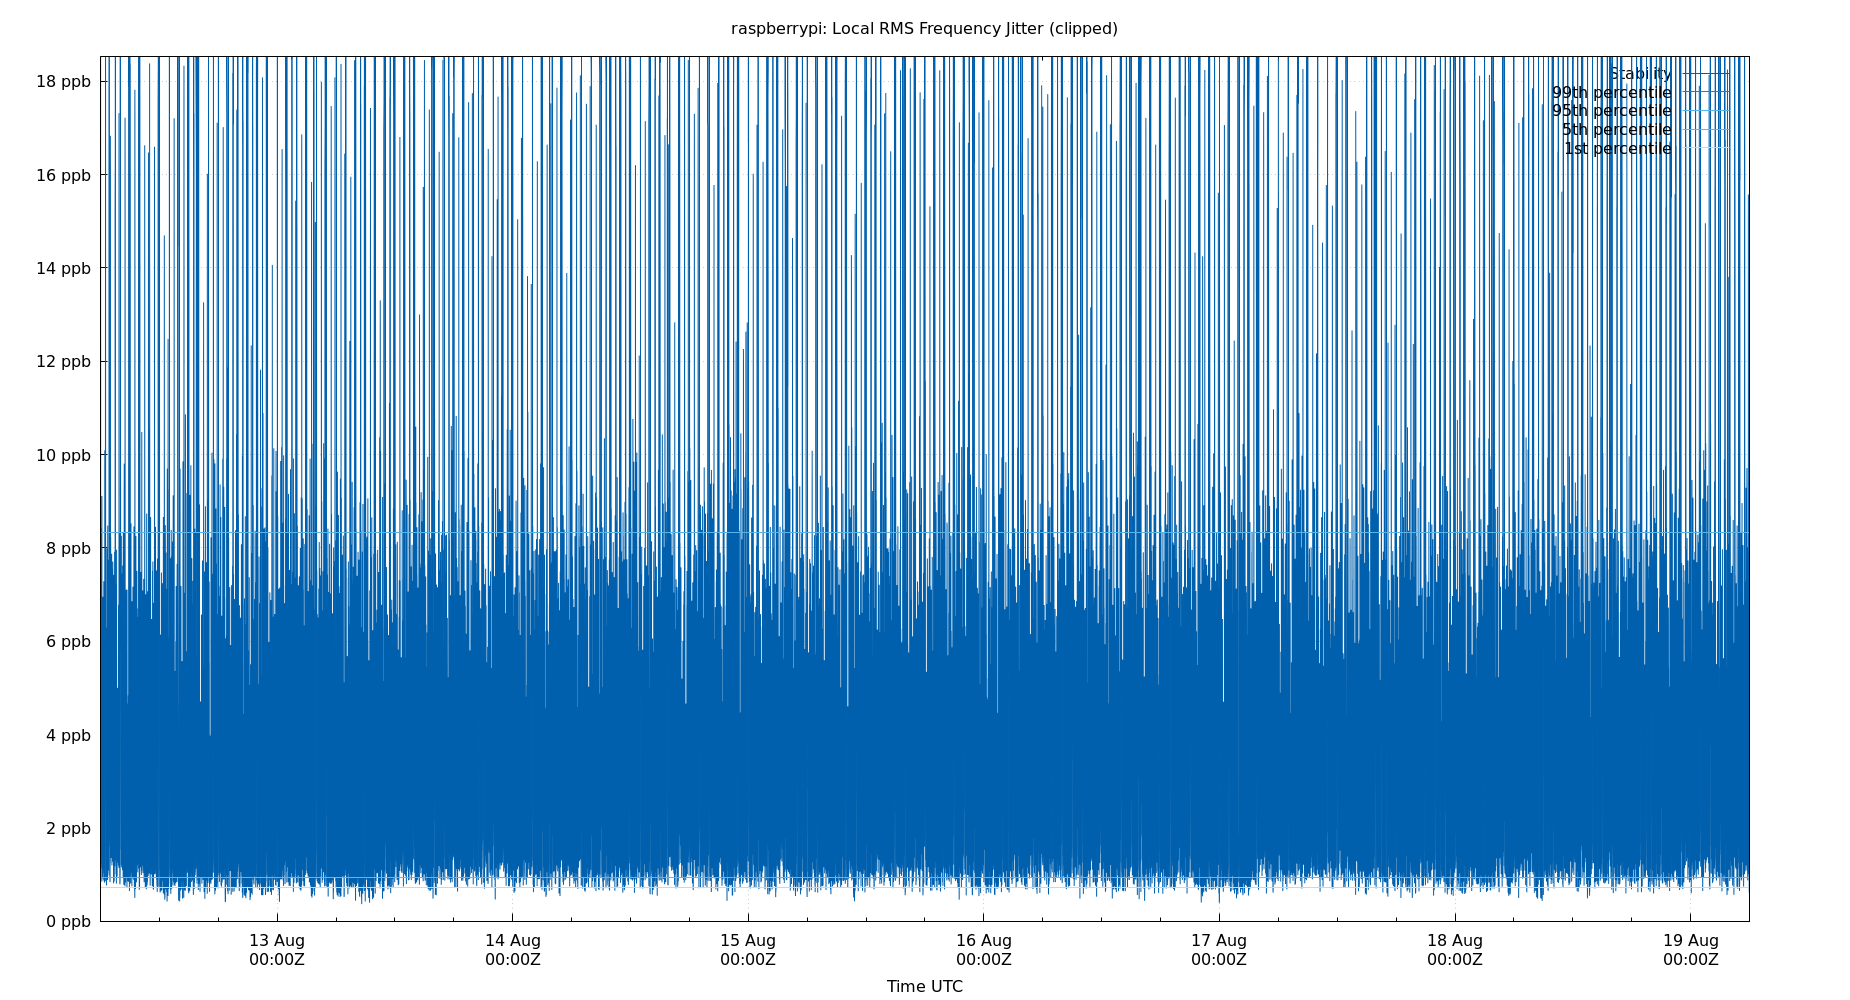 raspberrypi: Local RMS Frequency Jitter (clipped)
18 ppb
16 ppb
14 ppb
12 ppb
10 ppb
8 ppb
6 ppb
4 ppb
2 ppb
0 ppb
Stability
99th percentile
95th percentile
5th percentile
1st percentile
13 Aug
00:00Z
14 Aug
00:00Z
15 Aug
00:00Z
16 Aug
00:00Z
17 Aug
00:00Z
18 Aug
00:00Z
19 Aug
00:00Z
Time UTC